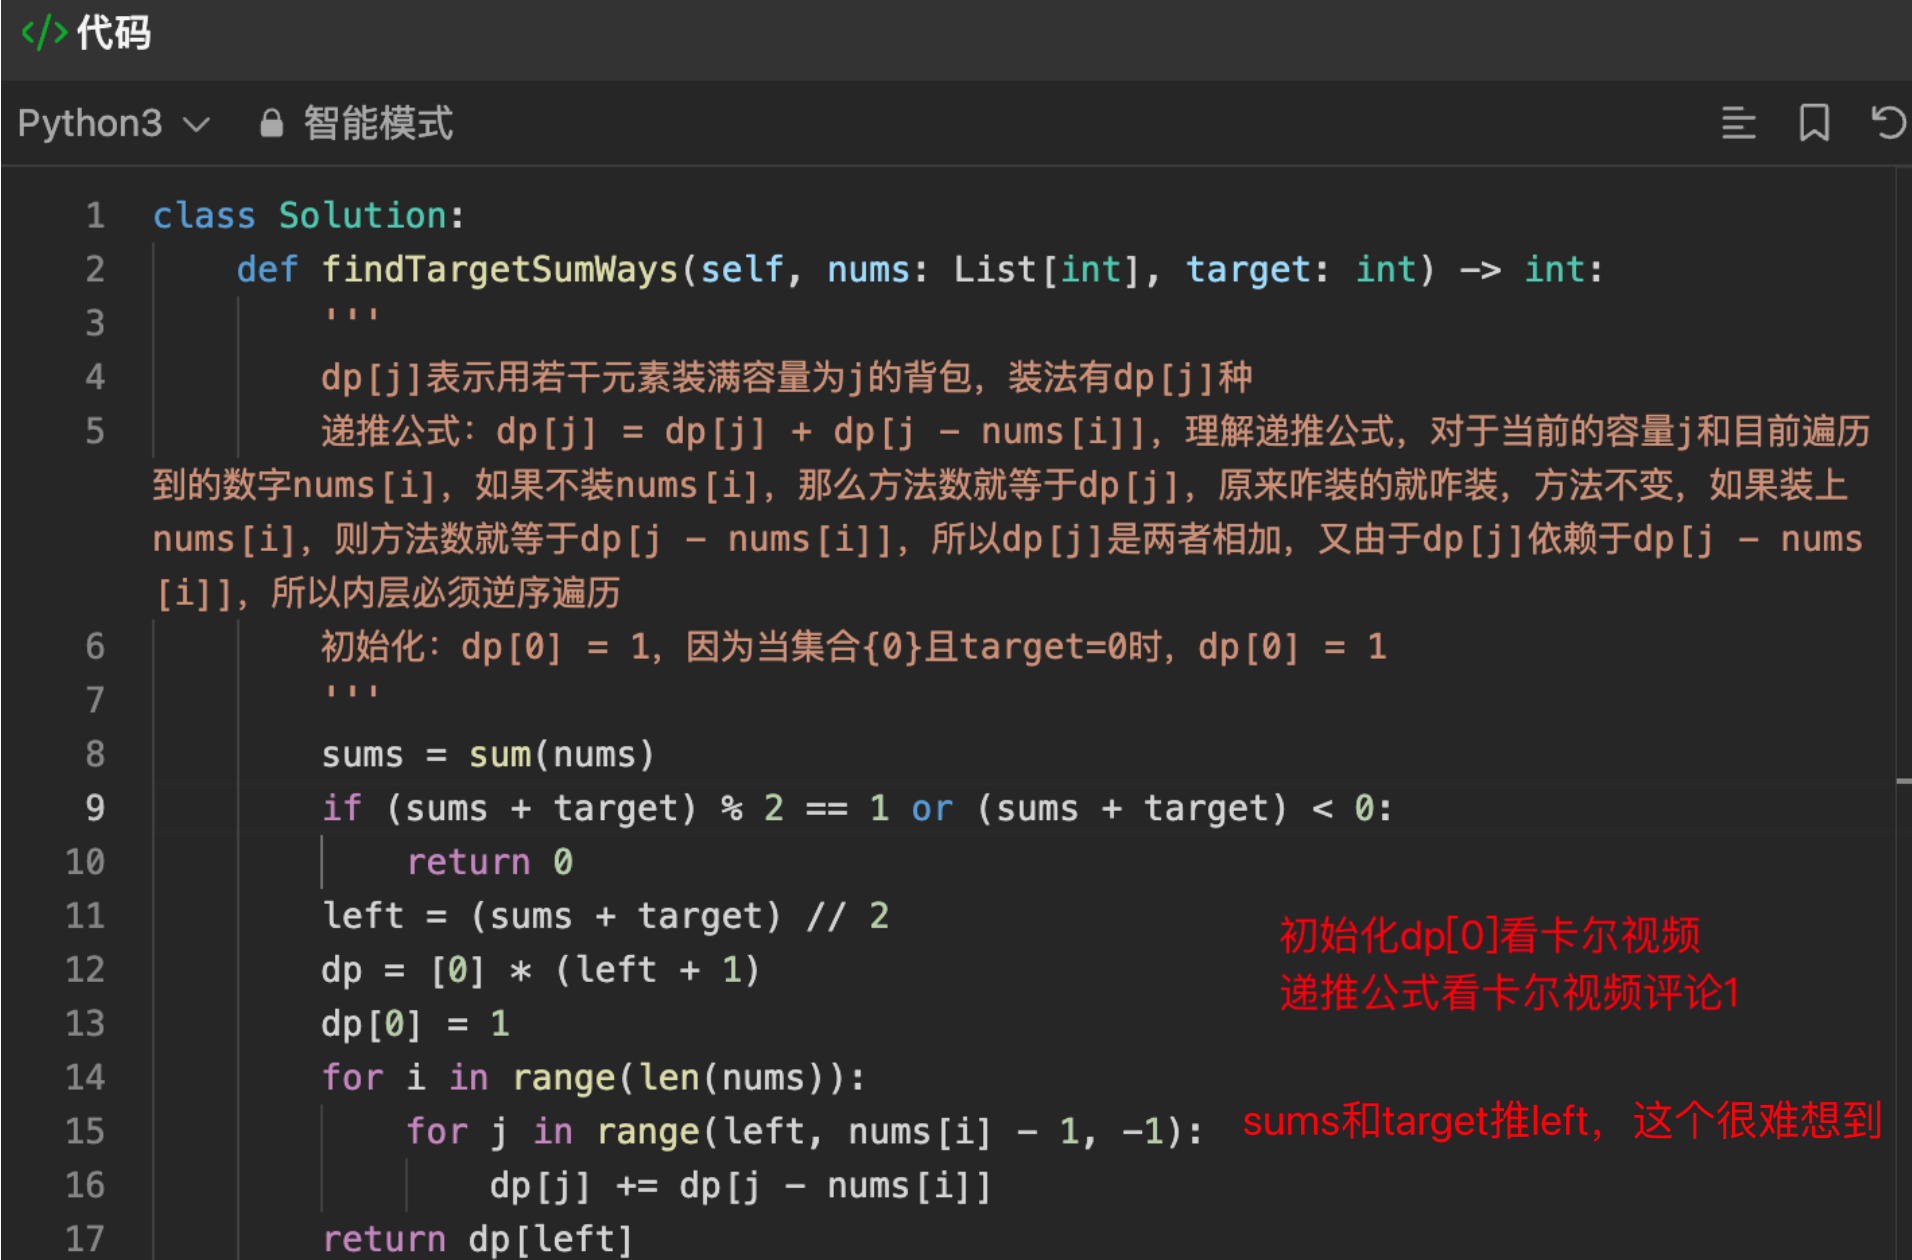 </> 代码
Python3 智能模式
1 class Solution:
2 def findTargetSumWays(self, nums: List[int], target: int) -> int:
3 '''
4 dp[j]表示用若干元素装满容量为j的背包，装法有dp[j]种
5 递推公式：dp[j] = dp[j] + dp[j - nums[i]]，理解递推公式，对于当前的容量j和目前遍历
到的数字nums[i]，如果不装nums[i]，那么方法数就等于dp[j]，原来咋装的就咋装，方法不变，如果装上
nums[i]，则方法数就等于dp[j - nums[i]]，所以dp[j]是两者相加，又由于dp[j]依赖于dp[j - nums
[i]]，所以内层必须逆序遍历
6 初始化：dp[0] = 1，因为当集合{0}且target=0时，dp[0] = 1
7 '''
8 sums = sum(nums)
9 if (sums + target) % 2 == 1 or (sums + target) < 0:
10 return 0
11 left = (sums + target) // 2
初始化dp[0]看卡尔视频
12 dp = [0] * (left + 1)
递推公式看卡尔视频评论1
13 dp[0] = 1
14 for i in range(len(nums)):
15 for j in range(left, nums[i] - 1, -1):
sums和target推left，这个很难想到
16 dp[j] += dp[j - nums[i]]
17 return dp[left]